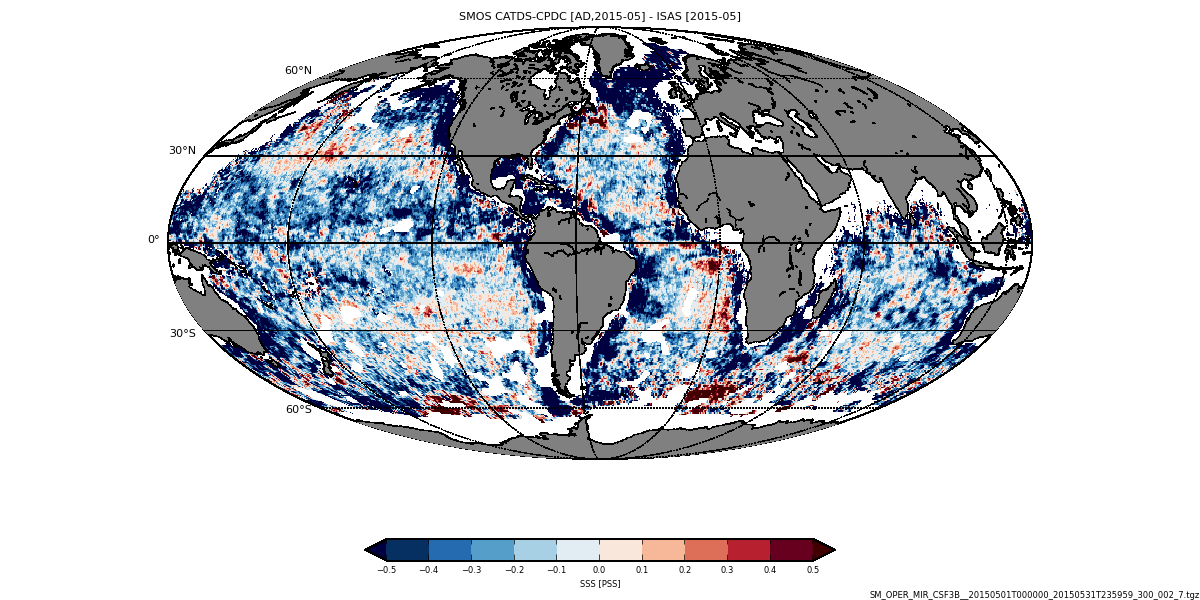 SMOS CATDS-CPDC [AD,2015-05] - ISAS [2015-05]
60°N
30°N
0°
30°S
60°S
−0.5 −0.4 −0.3 −0.2 −0.1 0.0 0.1 0.2 0.3 0.4 0.5
SSS [PSS]
SM_OPER_MIR_CSF3B__20150501T000000_20150531T235959_300_002_7.tgz